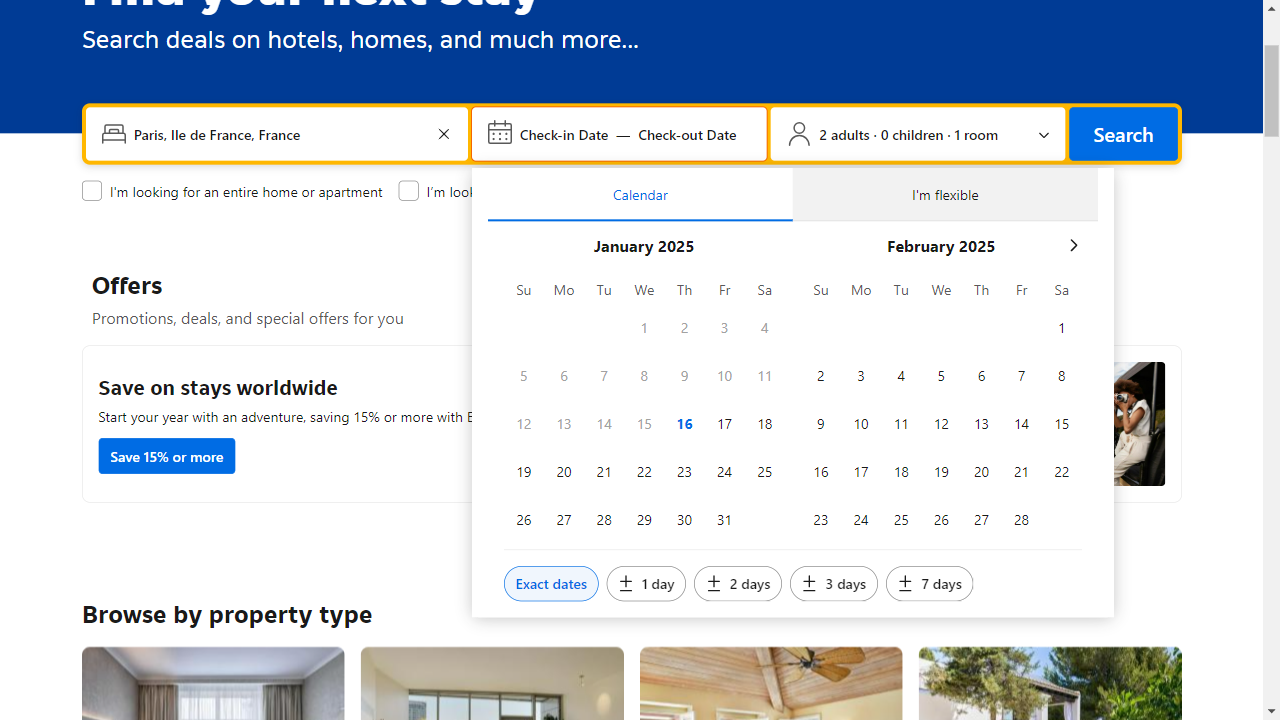 Find your next stay
Search deals on hotels, homes, and much more...
Paris, Ile de France, France
Check-in Date — Check-out Date
2 adults · 0 children · 1 room
Search
I'm looking for an entire home or apartment
I'm
Calendar
I'm flexible
January 2025
February 2025
Su Mo Tu We Th Fr Sa
1 2 3 4
5 6 7 8 9 10 11
12 13 14 15 16 17 18
19 20 21 22 23 24 25
26 27 28 29 30 31
Su Mo Tu We Th Fr Sa
1
2 3 4 5 6 7 8
9 10 11 12 13 14 15
16 17 18 19 20 21 22
23 24 25 26 27 28
Exact dates
± 1 day
± 2 days
± 3 days
± 7 days
Offers
Promotions, deals, and special offers for you
Save on stays worldwide
Start your year with an adventure, saving 15% or more with
Save 15% or more
Browse by property type